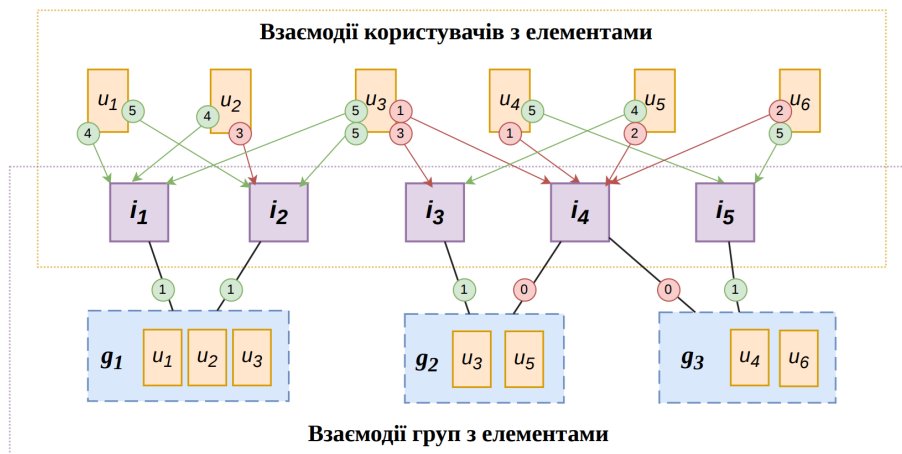 Взаємодії користувачів з елементами
u1 u2 u3 u4 u5 u6
4 5 4 3 5 5 1 3 1 5 4 2 2 5
i1 i2 i3 i4 i5
1 1 1 0 0 1
g1 u1 u2 u3 g2 u3 u5 g3 u4 u6
Взаємодії груп з елементами